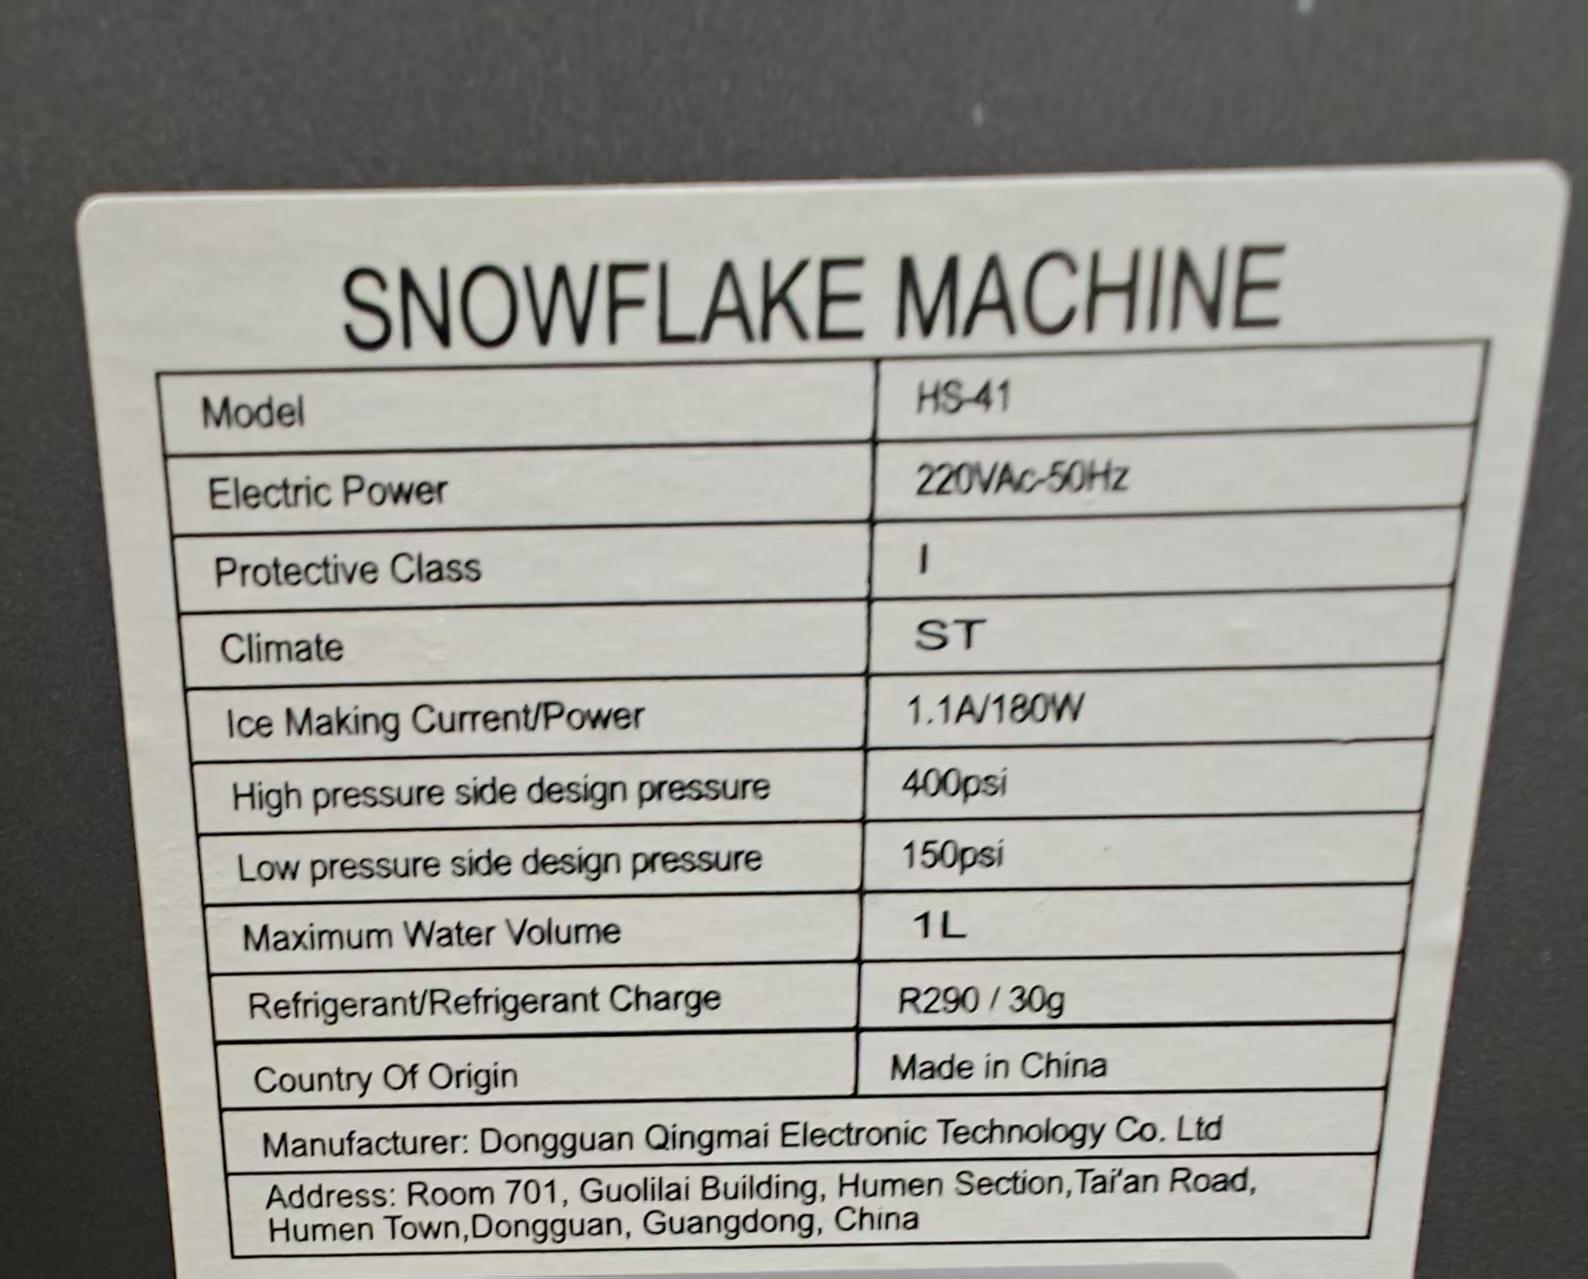 SNOWFLAKE MACHINE
Model HS-41
Electric Power 220VAc-50Hz
Protective Class I
Climate ST
Ice Making Current/Power 1.1A/180W
High pressure side design pressure 400psi
Low pressure side design pressure 150psi
Maximum Water Volume 1L
Refrigerant/Refrigerant Charge R290 / 30g
Country Of Origin Made in China
Manufacturer: Dongguan Qingmai Electronic Technology Co. Ltd
Address: Room 701, Guolilai Building, Humen Section,Tai'an Road,
Humen Town,Dongguan, Guangdong, China